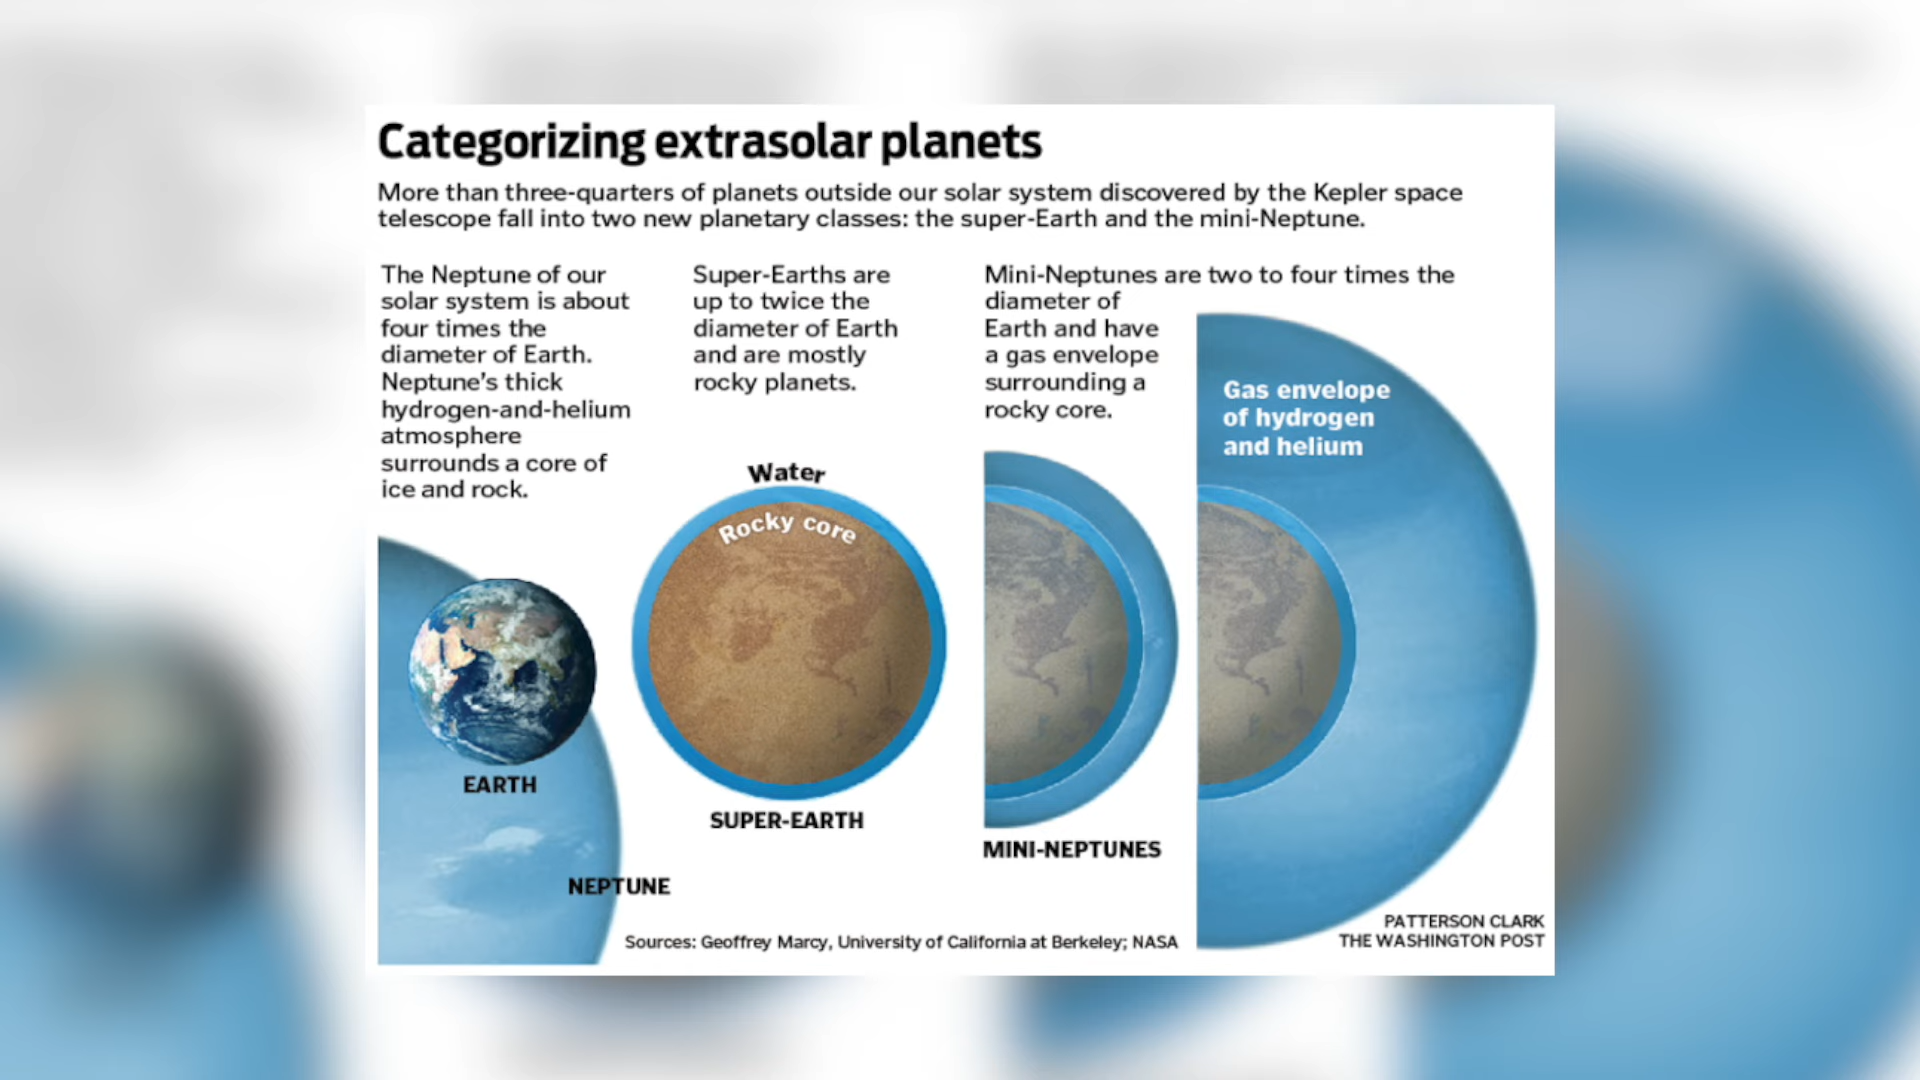 Categorizing extrasolar planets
More than three-quarters of planets outside our solar system discovered by the Kepler space
telescope fall into two new planetary classes: the super-Earth and the mini-Neptune.
The Neptune of our
solar system is about
four times the
diameter of Earth.
Neptune's thick
hydrogen-and-helium
atmosphere
surrounds a core of
ice and rock.
EARTH
NEPTUNE
Super-Earths are
up to twice the
diameter of Earth
and are mostly
rocky planets.
Water
Rocky core
SUPER-EARTH
Mini-Neptunes are two to four times the
diameter of
Earth and have
a gas envelope
surrounding a
rocky core.
Gas envelope
of hydrogen
and helium
MINI-NEPTUNES
Sources: Geoffrey Marcy, University of California at Berkeley; NASA
PATTERSON CLARK
THE WASHINGTON POST